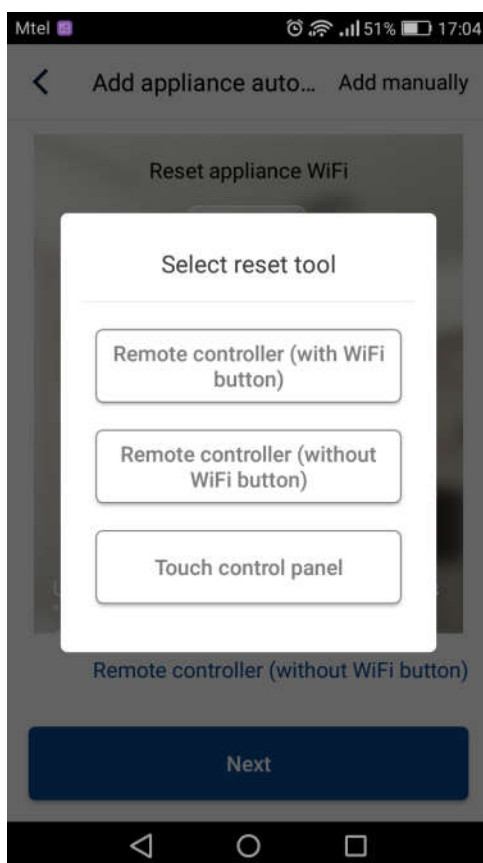 Mtel 51% 17:04
Add appliance auto... Add manually
Reset appliance WiFi
Select reset tool
Remote controller (with WiFi
button)
Remote controller (without
WiFi button)
Touch control panel
Remote controller (without WiFi button)
Next